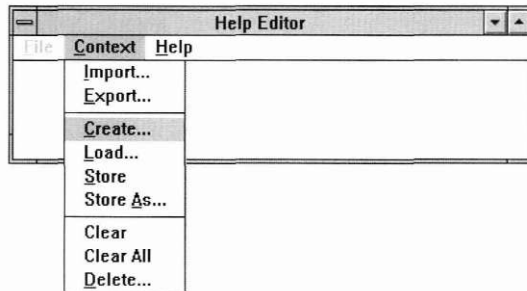 Help Editor
File Context Help
Import...
Export...
Create...
Load...
Store
Store As...
Clear
Clear All
Delete...